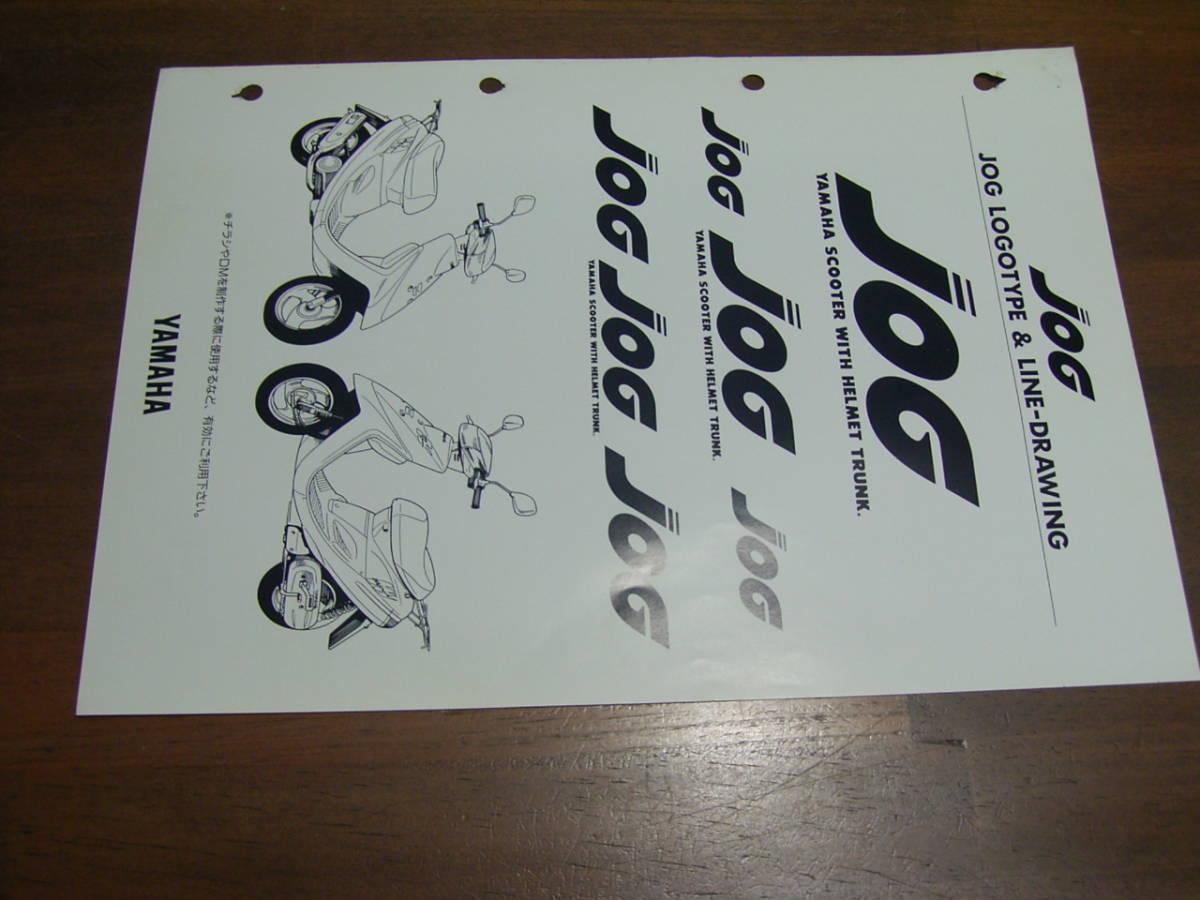 JOG
JOG LOGOTYPE & LINE-DRAWING
JOG
YAMAHA SCOOTER WITH HELMET TRUNK.
JOG
JOG
YAMAHA SCOOTER WITH HELMET TRUNK.
JOG
JOG
JOG
YAMAHA SCOOTER WITH HELMET TRUNK.
JOG
※チラシやDMを制作する際に使用するなど、有効にご利用下さい。
YAMAHA